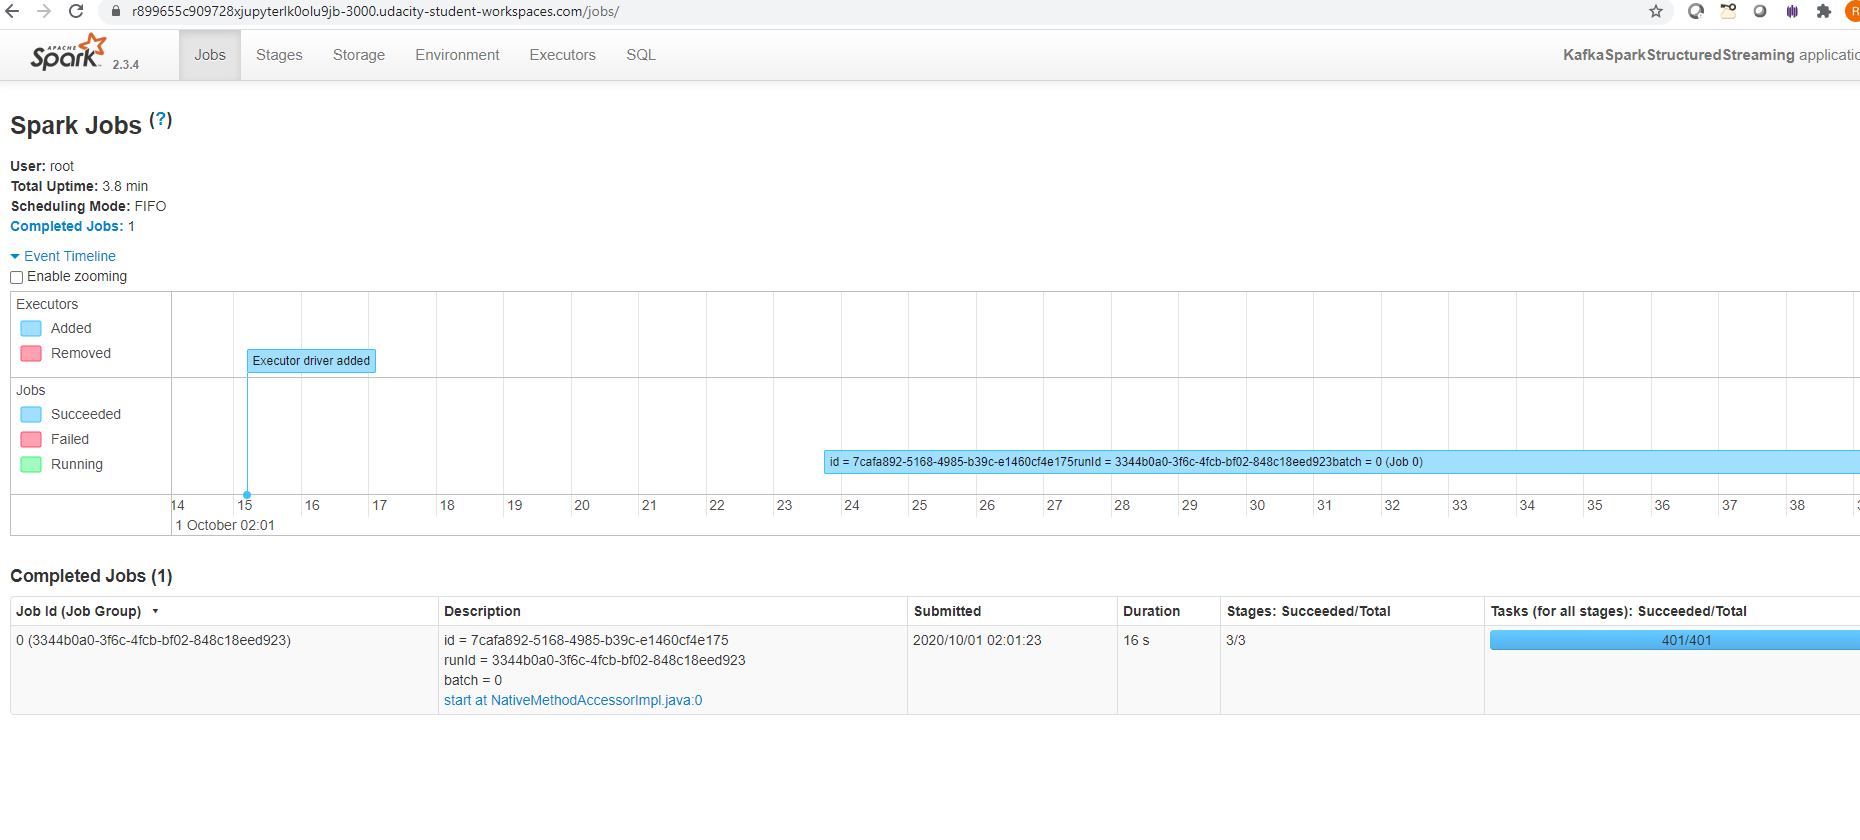 r899655c909728xjupyterlk0olu9jb-3000.udacity-student-workspaces.com/jobs/
R
APACHE
Spark 2.3.4 Jobs Stages Storage Environment Executors SQL KafkaSparkStructuredStreaming applicatio
Spark Jobs (?)
User: root
Total Uptime: 3.8 min
Scheduling Mode: FIFO
Completed Jobs: 1
Event Timeline
Enable zooming
Executors
Added
Removed
Executor driver added
Jobs
Succeeded
Failed
Running
id = 7cafa892-5168-4985-b39c-e1460cf4e175runId = 3344b0a0-3f6c-4fcb-bf02-848c18eed923batch = 0 (Job 0)
14 15 16 17 18 19 20 21 22 23 24 25 26 27 28 29 30 31 32 33 34 35 36 37 38
1 October 02:01
Completed Jobs (1)
Job Id (Job Group) Description Submitted Duration Stages: Succeeded/Total Tasks (for all stages): Succeeded/Total
0 (3344b0a0-3f6c-4fcb-bf02-848c18eed923) id = 7cafa892-5168-4985-b39c-e1460cf4e175 2020/10/01 02:01:23 16 s 3/3 401/401
runId = 3344b0a0-3f6c-4fcb-bf02-848c18eed923
batch = 0
start at NativeMethodAccessorImpl.java:0